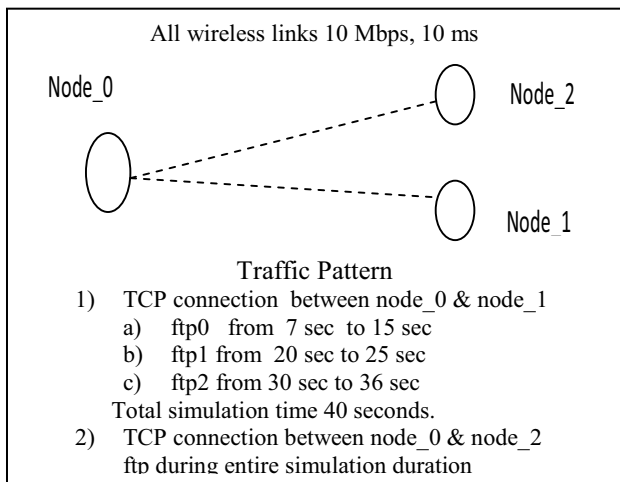 All wireless links 10 Mbps, 10 ms
Node_0
Node_2
Node_1
Traffic Pattern
1) TCP connection between node_0 & node_1
a) ftp0 from 7 sec to 15 sec
b) ftp1 from 20 sec to 25 sec
c) ftp2 from 30 sec to 36 sec
Total simulation time 40 seconds.
2) TCP connection between node_0 & node_2
ftp during entire simulation duration